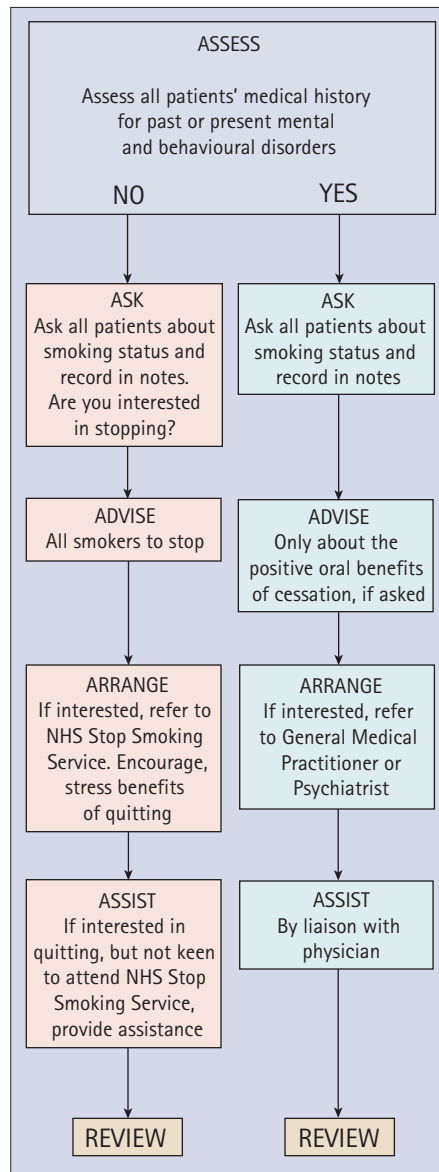 ASSESS
Assess all patients' medical history
for past or present mental
and behavioural disorders
NO
YES
ASK
Ask all patients about
smoking status and
record in notes.
Are you interested
in stopping?
ADVISE
All smokers to stop
ARRANGE
If interested, refer to
NHS Stop Smoking
Service. Encourage,
stress benefits
of quitting
ASSIST
If interested in
quitting, but not keen
to attend NHS Stop
Smoking Service,
provide assistance
REVIEW
ASK
Ask all patients about
smoking status and
record in notes
ADVISE
Only about the
positive oral benefits
of cessation, if asked
ARRANGE
If interested, refer
to General Medical
Practitioner or
Psychiatrist
ASSIST
By liaison with
physician
REVIEW